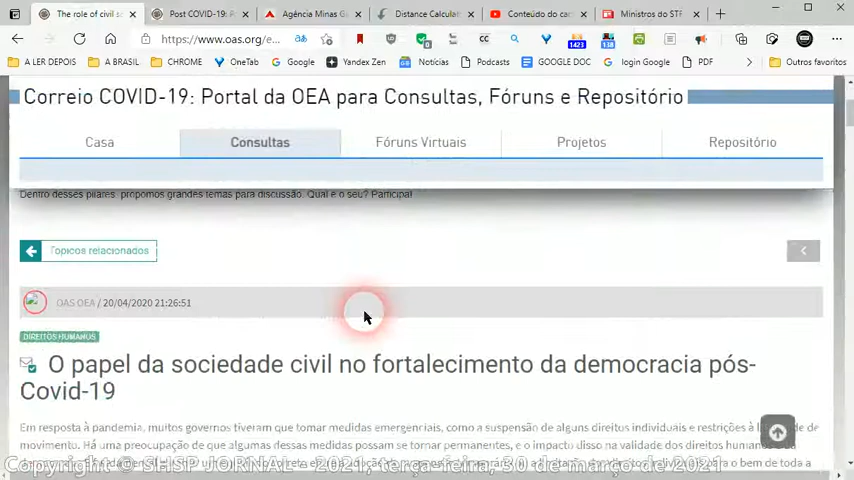 The role of civil s
Post COVID-19: P
Agência Minas G
Distance Calcula
Conteúdo do ca
Ministros do STF
https://www.oas.org/e...
A LER DEPOIS
A BRASIL
CHROME
OneTab
Google
Yandex Zen
Notícias
Podcasts
GOOGLE DOC
login Google
PDF
Outros favoritos
Correio COVID-19: Portal da OEA para Consultas, Fóruns e Repositório
Casa
Consultas
Fóruns Virtuais
Projetos
Repositório
Dentro desses pilares, propomos grandes temas para discussão. Qual é o seu? Participa!
Tópicos relacionados
OAS OEA / 20/04/2020 21:26:51
DIREITOS HUMANOS
O papel da sociedade civil no fortalecimento da democracia pós-
Covid-19
Em resposta à pandemia, muitos governos tiveram que tomar medidas emergenciais, como a suspensão de alguns direitos individuais e restrições à de
movimento. Há uma preocupação de que algumas dessas medidas possam se tornar permanentes, e o impacto disso na validade dos direitos humanos
Copyright © SHSP JORNAL - 2021, terça-feira, 30 de março de 2021